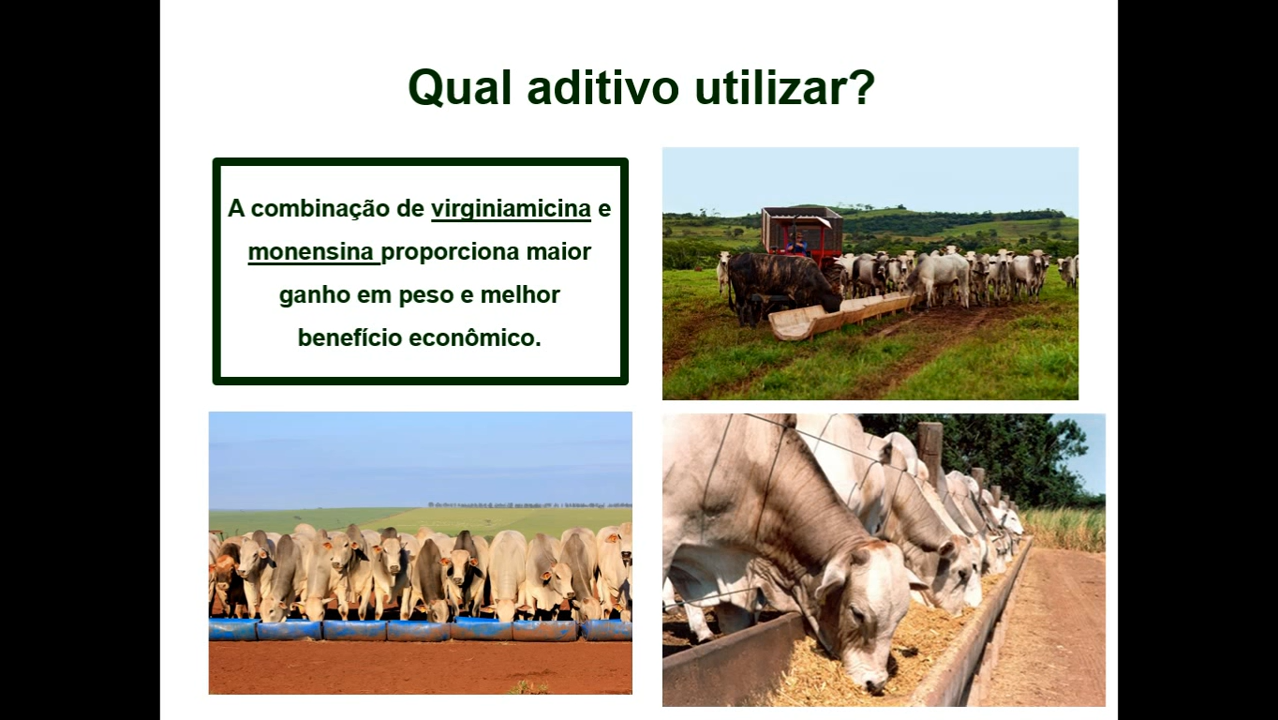 Qual aditivo utilizar?
A combinação de virginiamicina e
monensina proporciona maior
ganho em peso e melhor
benefício econômico.